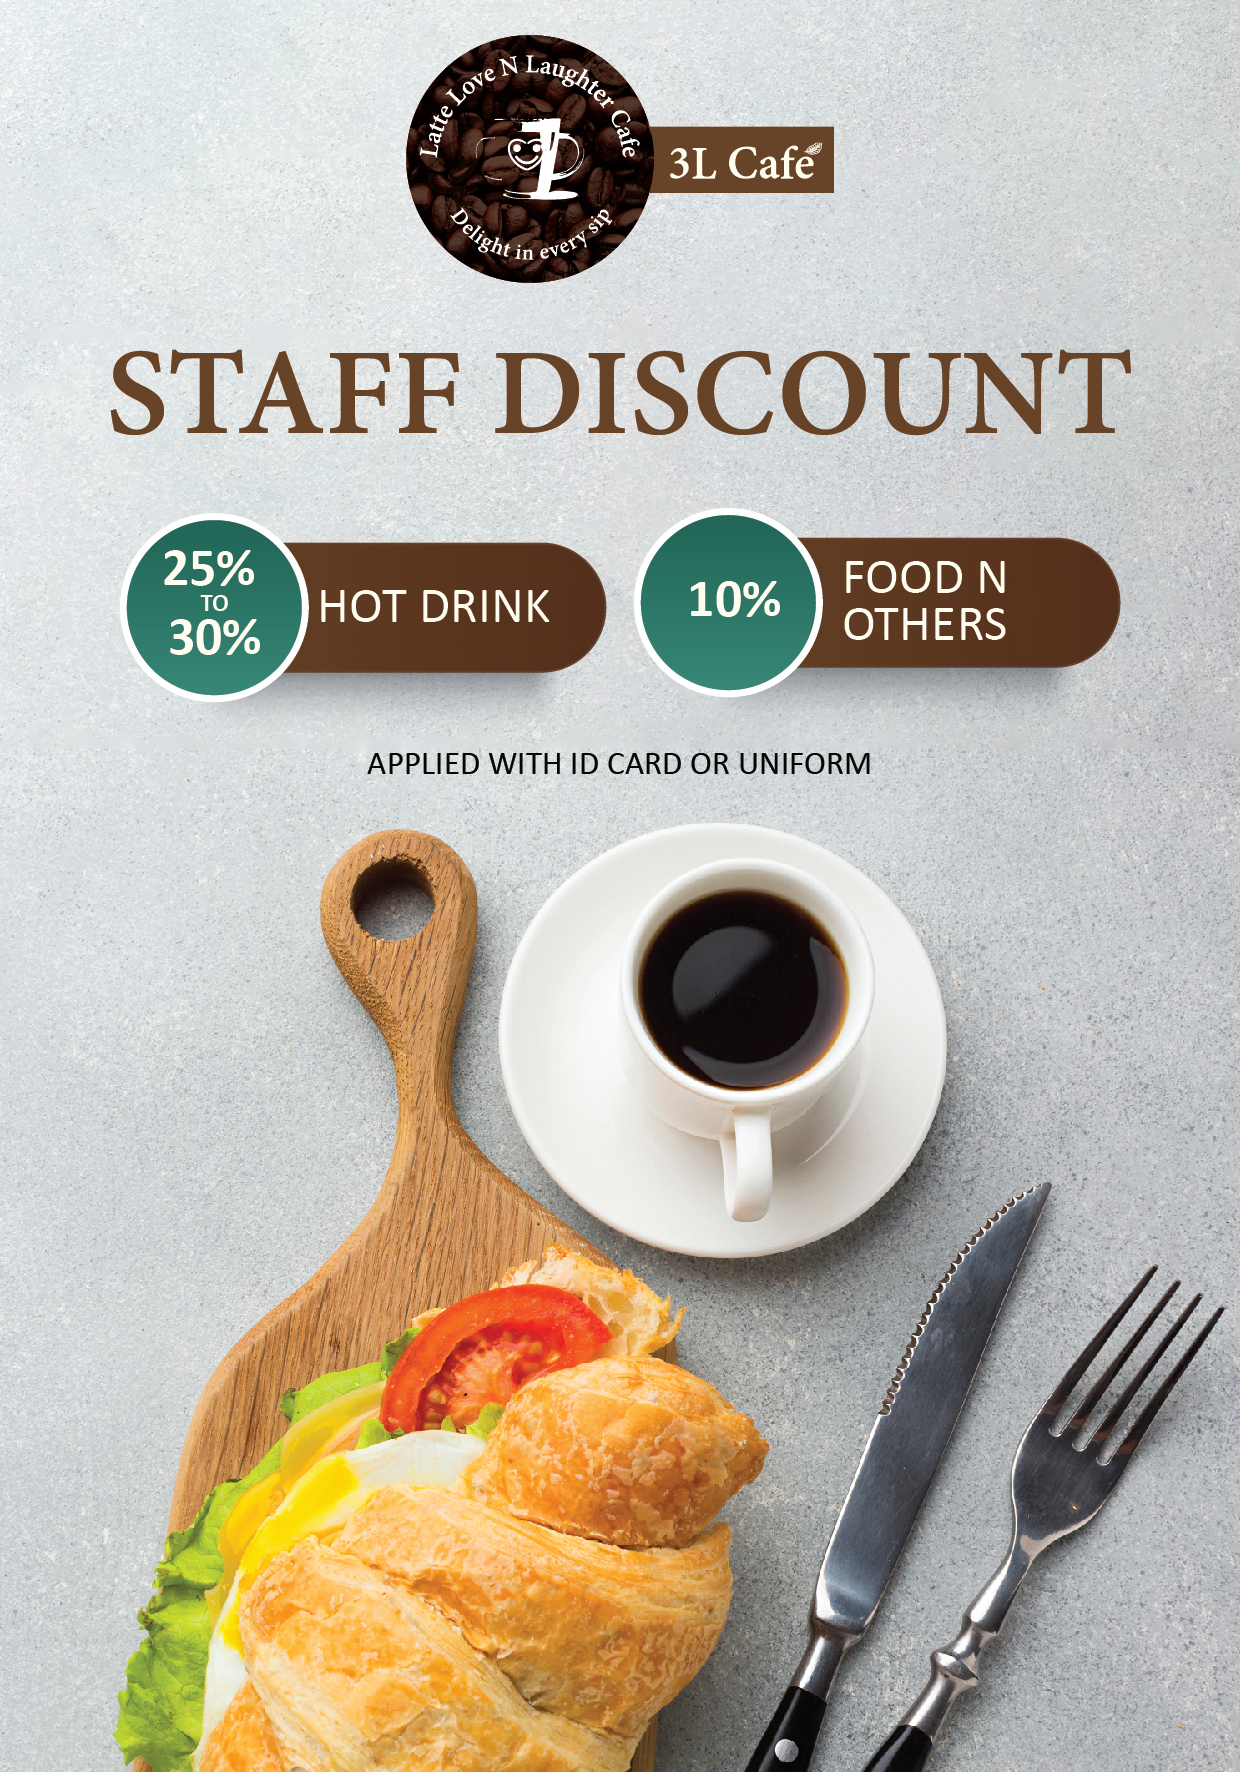 Latte Love N Laughter Cafe
Delight in every sip
3L Café
STAFF DISCOUNT
25%
TO
30%
HOT DRINK
10%
FOOD N
OTHERS
APPLIED WITH ID CARD OR UNIFORM